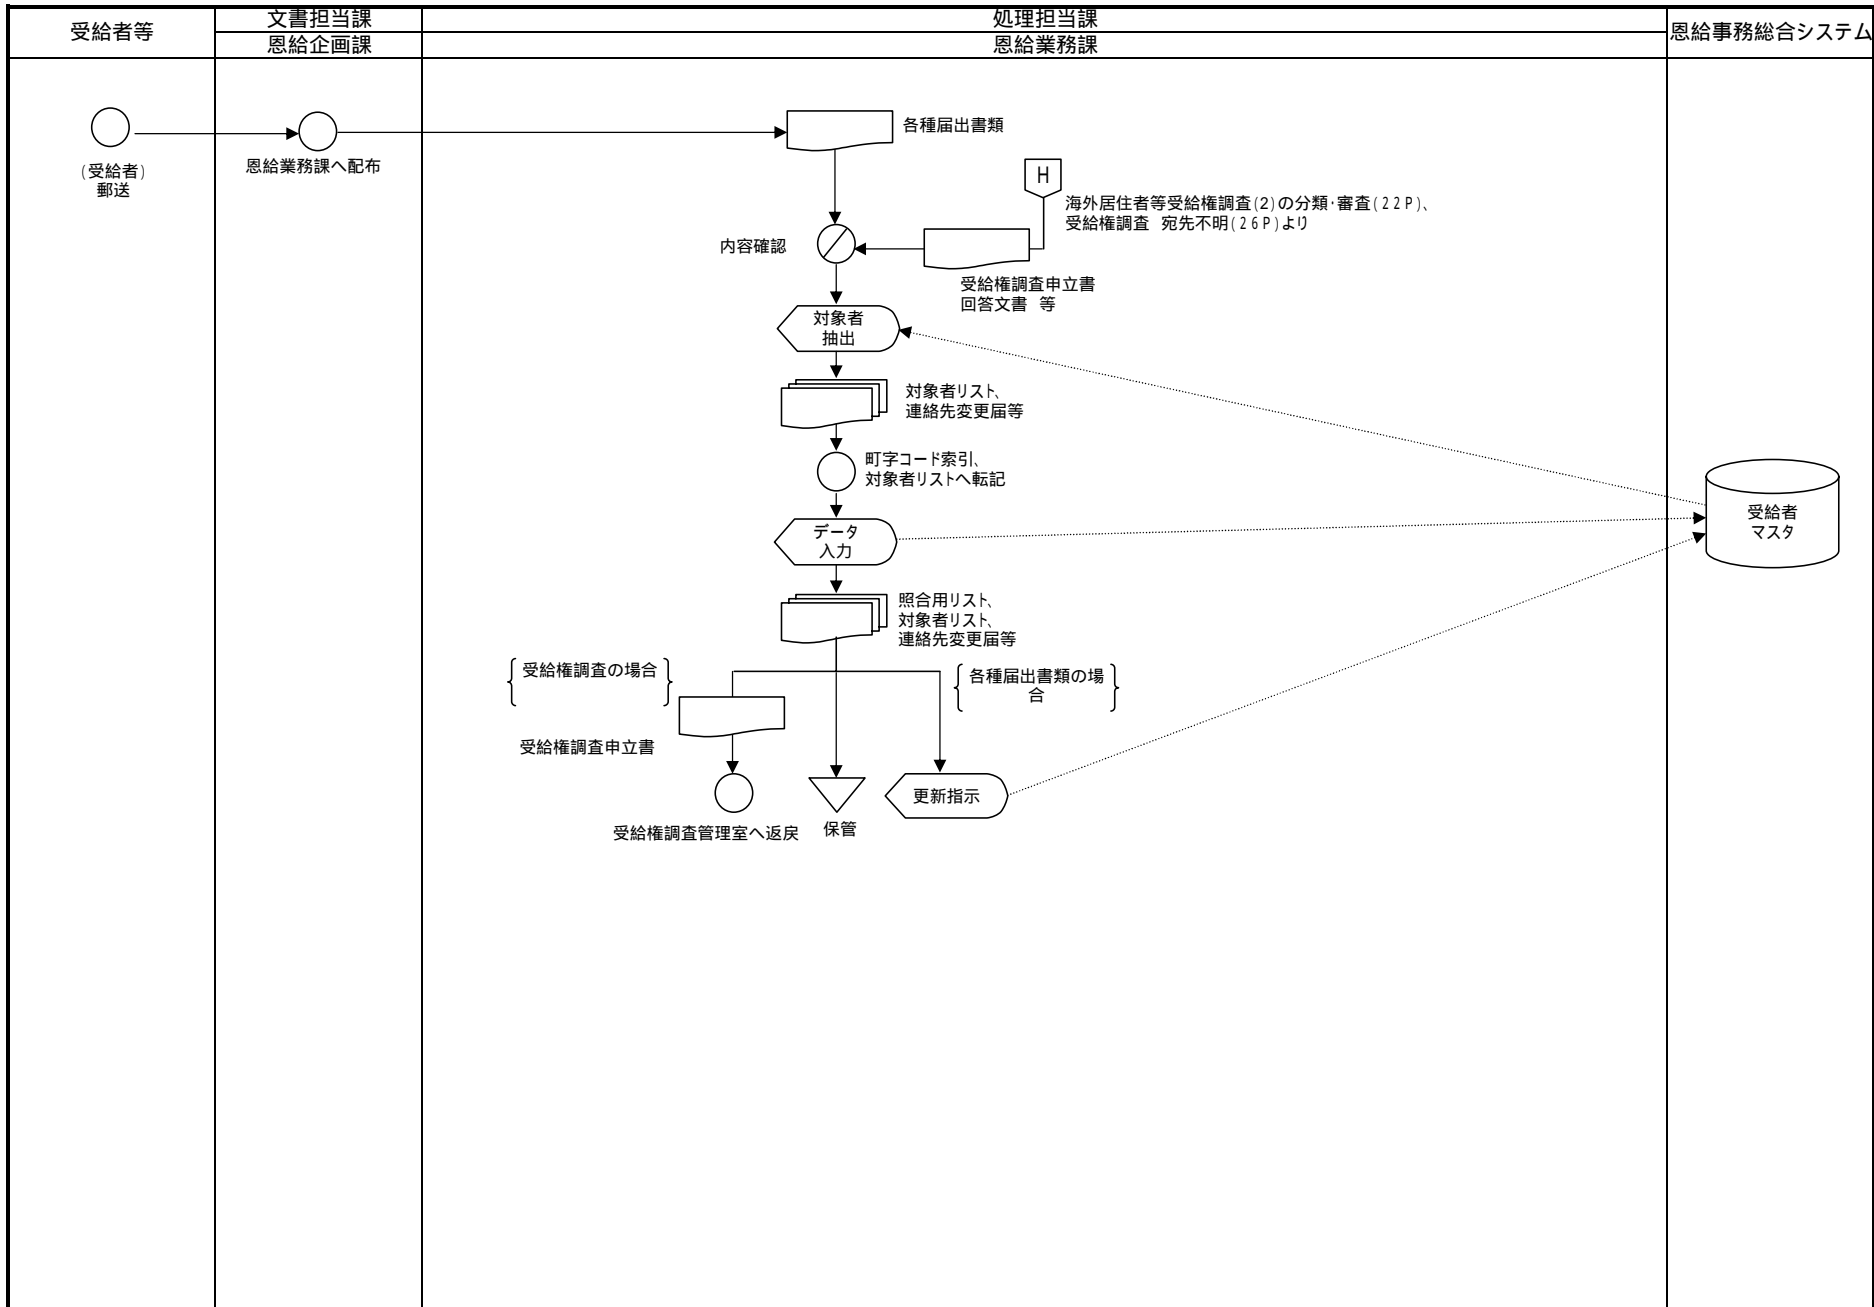 受給者等
文書担当課
恩給企画課
処理担当課
恩給業務課
恩給事務総合システム
(受給者)
郵送
恩給業務課へ配布
各種届出書類
H
海外居住者等受給権調査(2)の分類・審査(22P)、
受給権調査 宛先不明(26P)より
内容確認
受給権調査申立書
回答文書 等
対象者
抽出
対象者リスト、
連絡先変更届等
町字コード索引、
対象者リストへ転記
データ
入力
受給者
マスタ
照合用リスト、
対象者リスト、
連絡先変更届等
受給権調査の場合
各種届出書類の場
合
受給権調査申立書
更新指示
受給権調査管理室へ返戻
保管